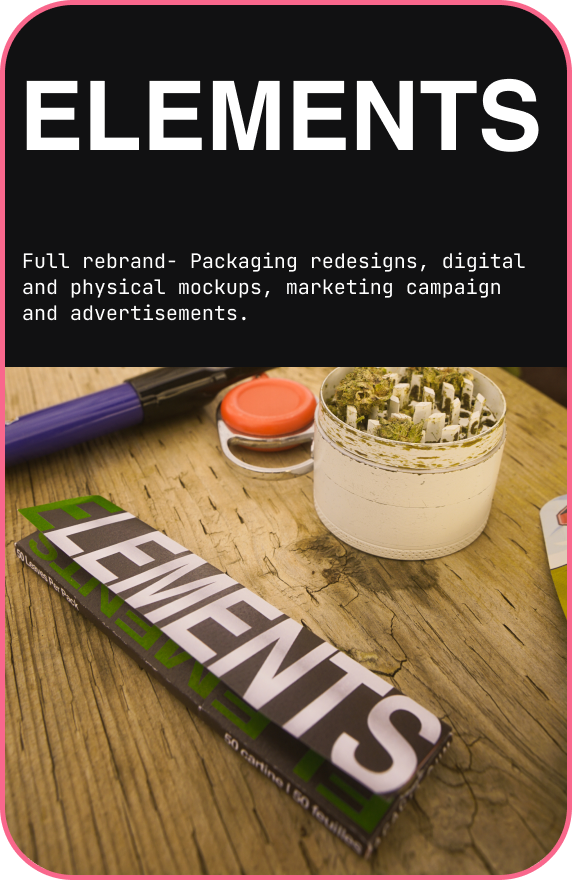 ELEMENTS
Full rebrand- Packaging redesigns, digital
and physical mockups, marketing campaign
and advertisements.
ELEMENTS
ELEMENTS
50 Leaves Per Pack
50 cartine | 50 feuilles